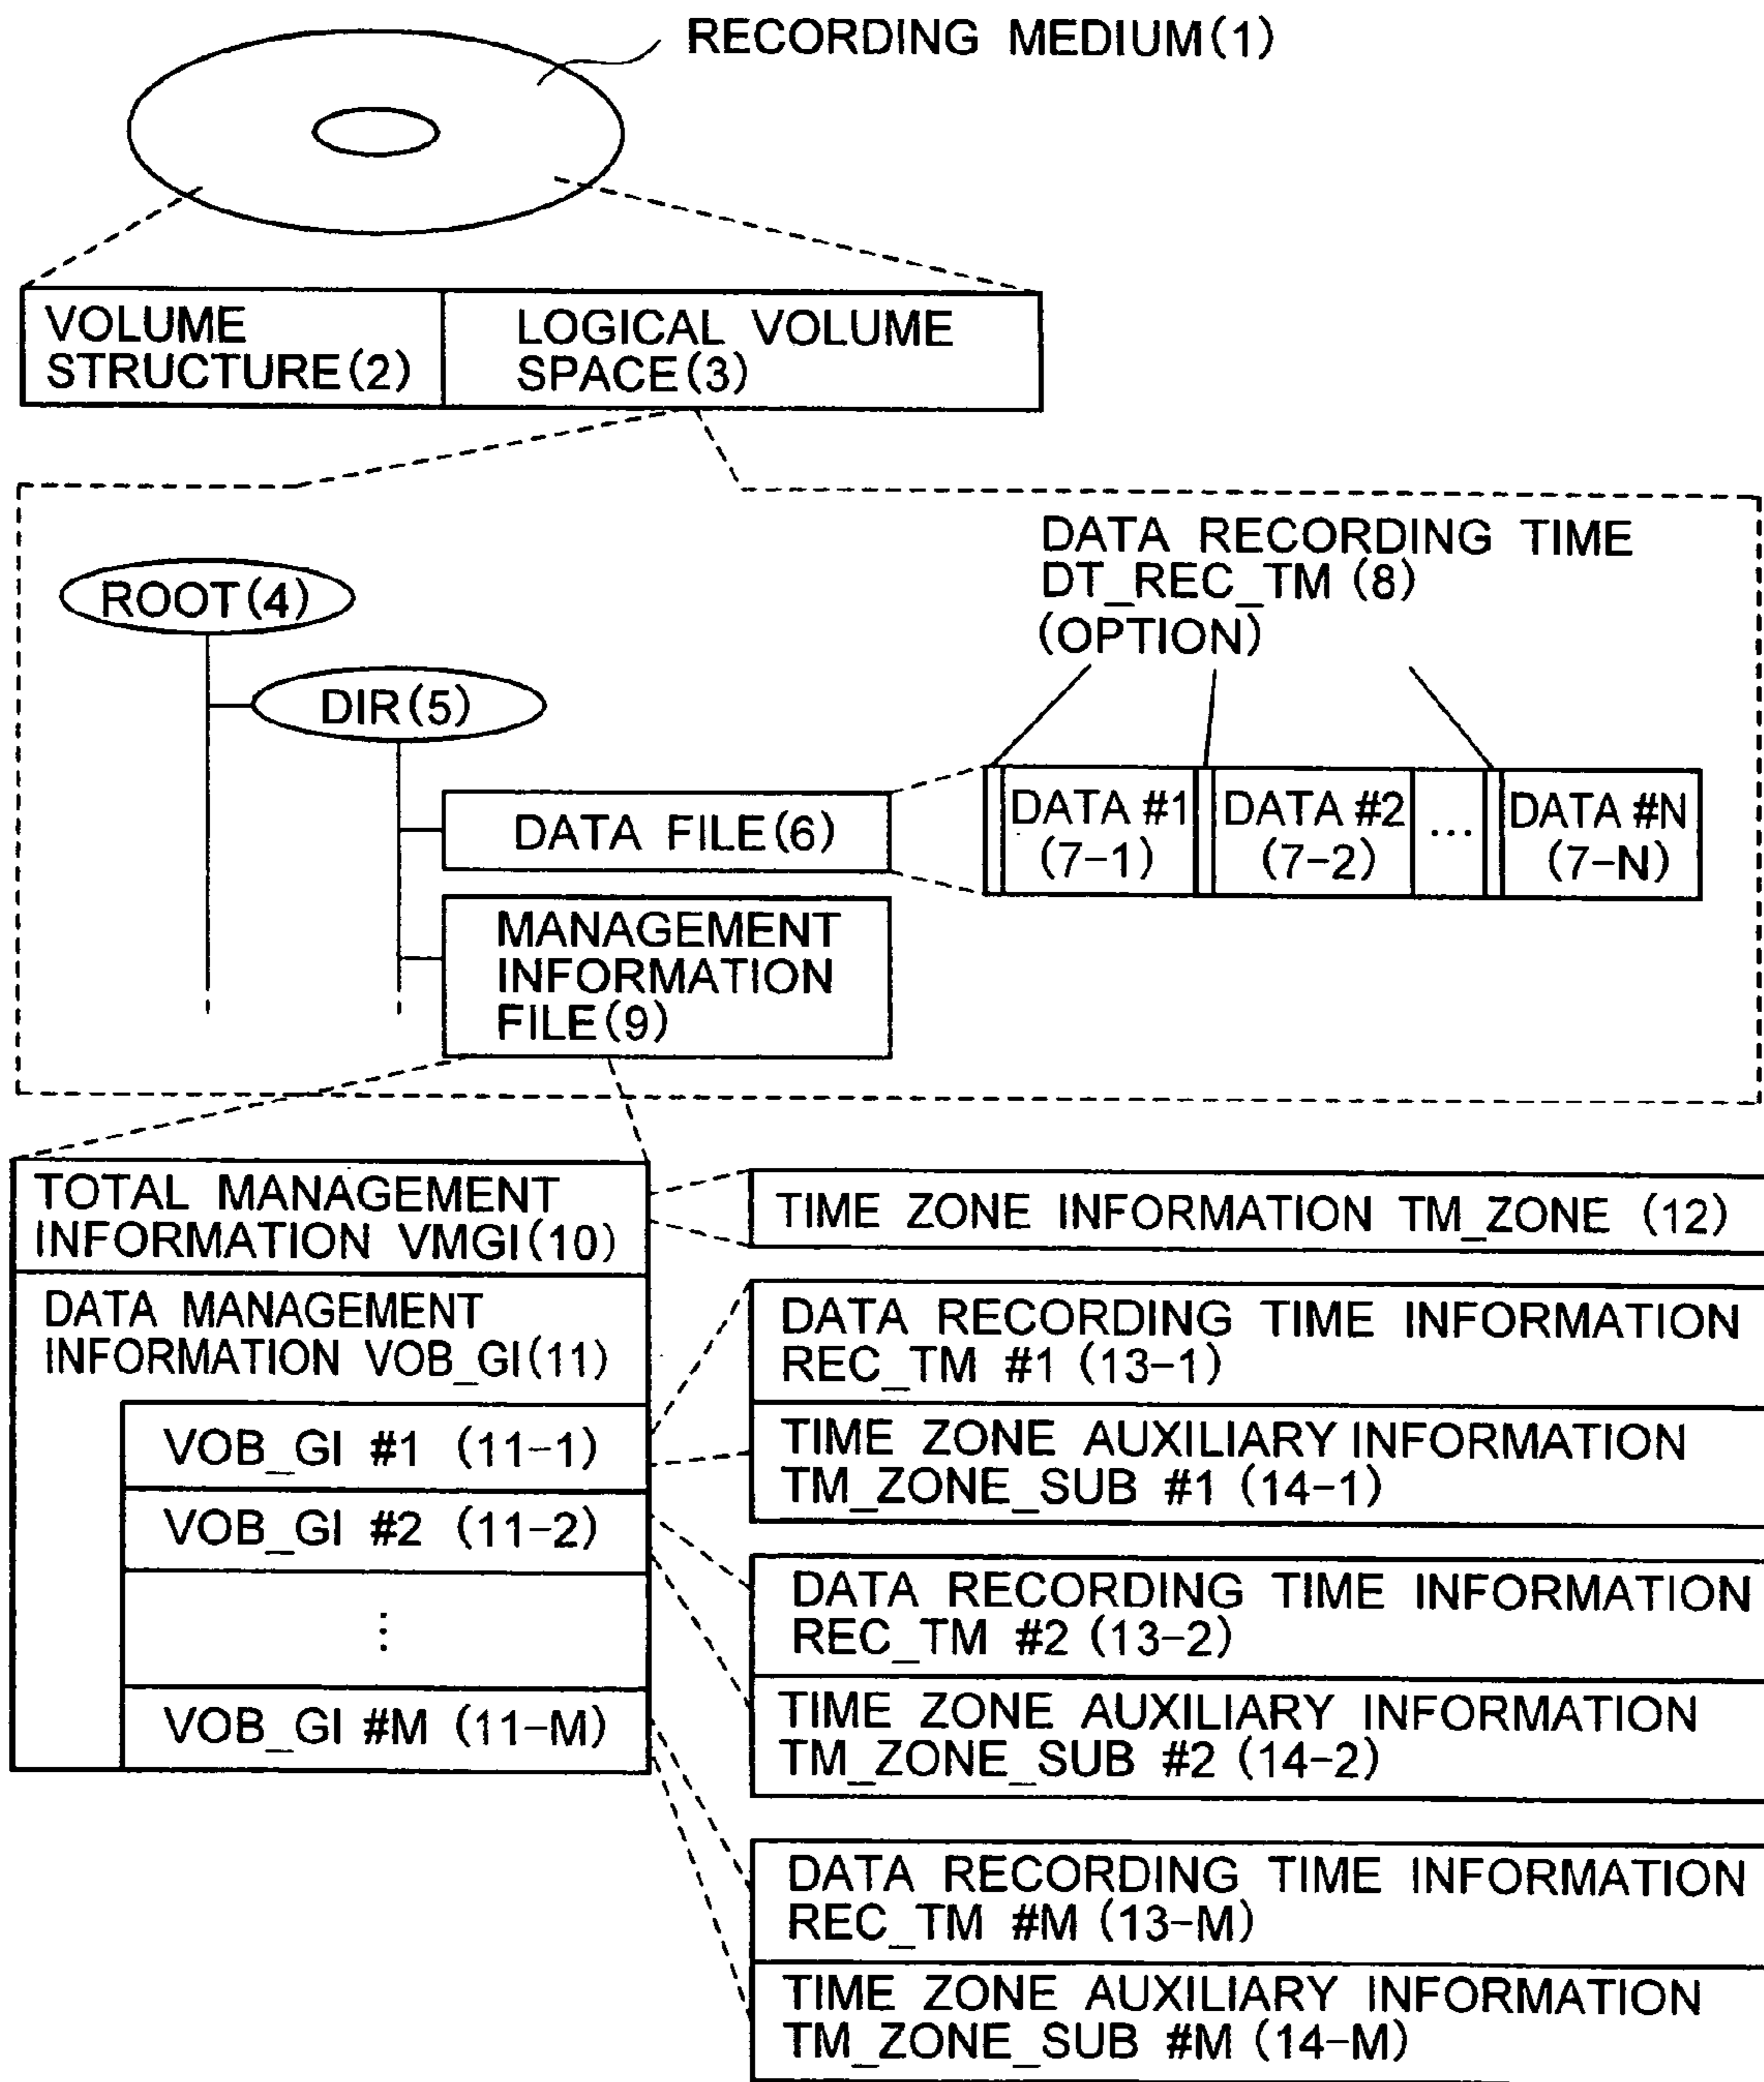 RECORDING MEDIUM(1)
VOLUME
STRUCTURE(2)
LOGICAL VOLUME
SPACE(3)
DATA RECORDING TIME
DT_REC_TM (8)
(OPTION)
ROOT(4)
DIR(5)
DATA FILE(6)
DATA #1
(7-1)
DATA #2
(7-2)
...
DATA #N
(7-N)
MANAGEMENT
INFORMATION
FILE(9)
TOTAL MANAGEMENT
INFORMATION VMGI(10)
TIME ZONE INFORMATION TM_ZONE (12)
DATA MANAGEMENT
INFORMATION VOB_GI(11)
VOB_GI #1 (11-1)
VOB_GI #2 (11-2)
⋮
VOB_GI #M (11-M)
DATA RECORDING TIME INFORMATION
REC_TM #1 (13-1)
TIME ZONE AUXILIARY INFORMATION
TM_ZONE_SUB #1 (14-1)
DATA RECORDING TIME INFORMATION
REC_TM #2 (13-2)
TIME ZONE AUXILIARY INFORMATION
TM_ZONE_SUB #2 (14-2)
DATA RECORDING TIME INFORMATION
REC_TM #M (13-M)
TIME ZONE AUXILIARY INFORMATION
TM_ZONE_SUB #M (14-M)